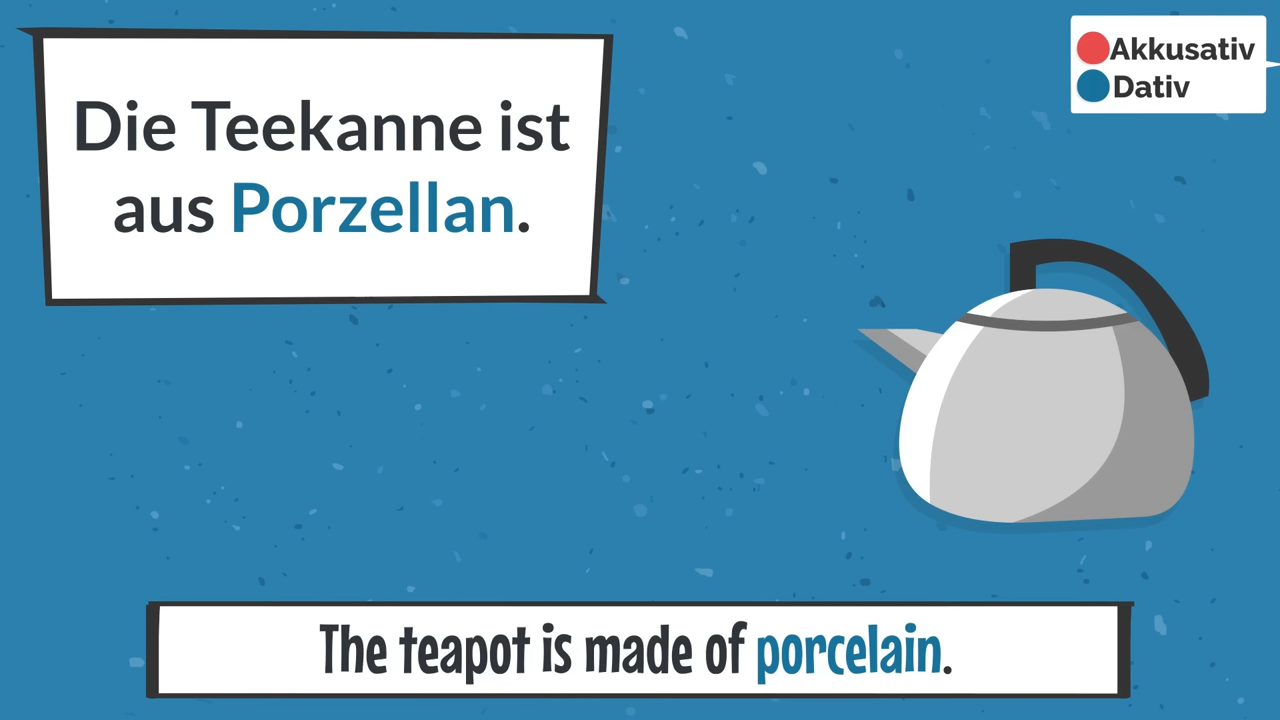 Die Teekanne ist
aus Porzellan.
Akkusativ
Dativ
The teapot is made of porcelain.